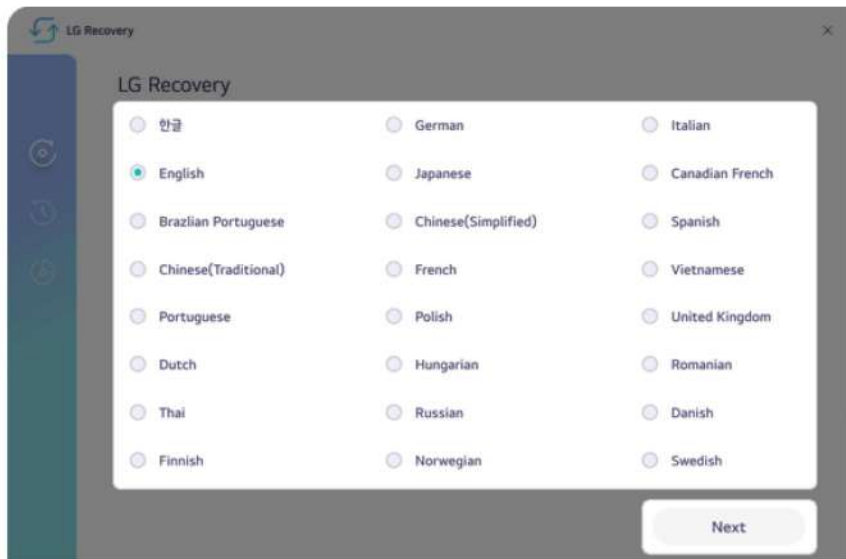 LG Recovery
LG Recovery
한글 German Italian
English Japanese Canadian French
Brazlian Portuguese Chinese(Simplified) Spanish
Chinese(Traditional) French Vietnamese
Portuguese Polish United Kingdom
Dutch Hungarian Romanian
Thai Russian Danish
Finnish Norwegian Swedish
Next